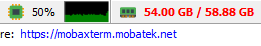 50%
54.00 GB / 58.88 GB
re: https://mobaxterm.mobatek.net